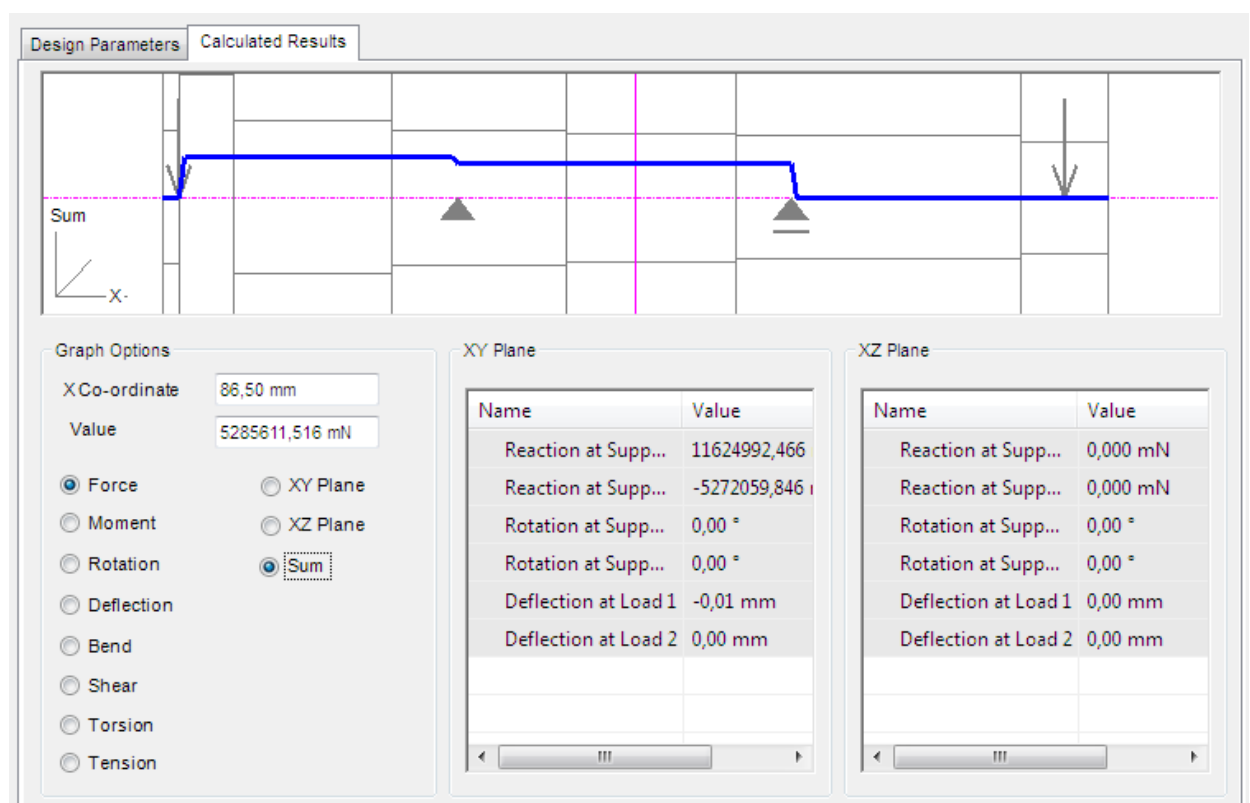 Design Parameters Calculated Results
Sum
X-
Graph Options
X Co-ordinate 86,50 mm
Value 5285611,516 mN
Force XY Plane
Moment XZ Plane
Rotation Sum
Deflection
Bend
Shear
Torsion
Tension
XY Plane
Name Value
Reaction at Supp... 11624992,466
Reaction at Supp... -5272059,846
Rotation at Supp... 0,00 °
Rotation at Supp... 0,00 °
Deflection at Load 1 -0,01 mm
Deflection at Load 2 0,00 mm
XZ Plane
Name Value
Reaction at Supp... 0,000 mN
Reaction at Supp... 0,000 mN
Rotation at Supp... 0,00 °
Rotation at Supp... 0,00 °
Deflection at Load 1 0,00 mm
Deflection at Load 2 0,00 mm